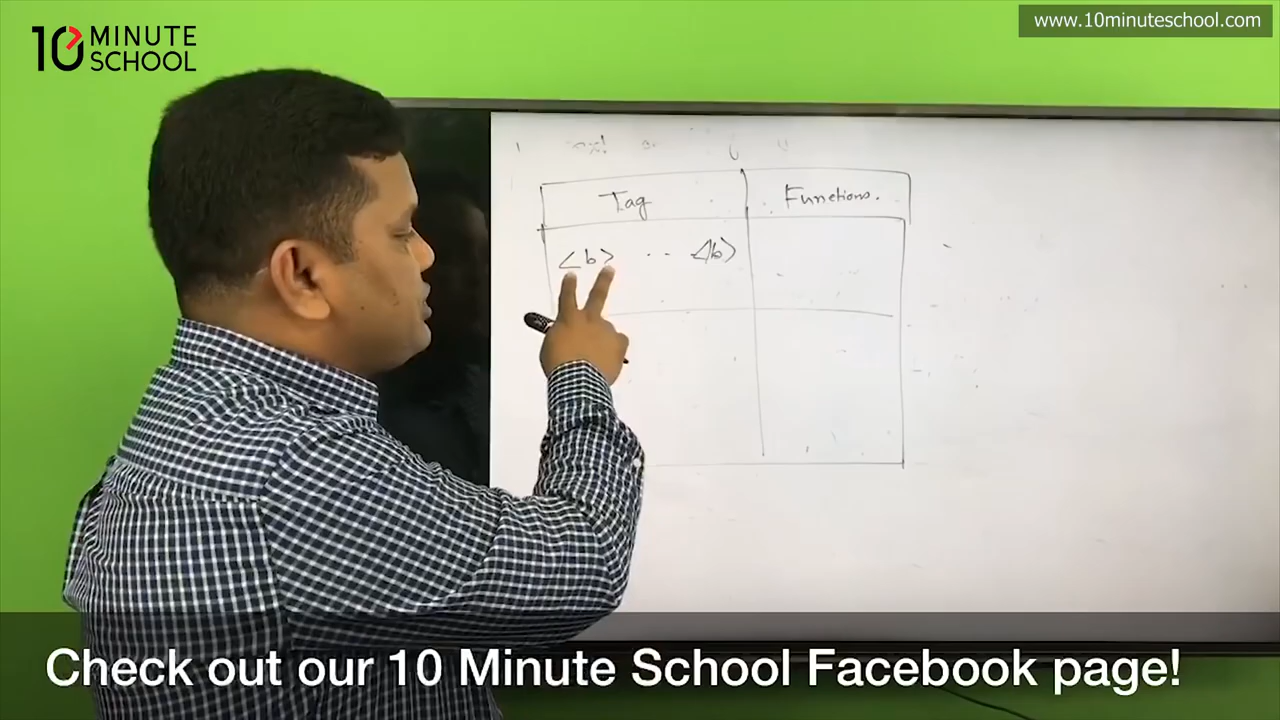 10 MINUTE
SCHOOL
www.10minuteschool.com
Tag Functions.
<b> .. </b>
Check out our 10 Minute School Facebook page!